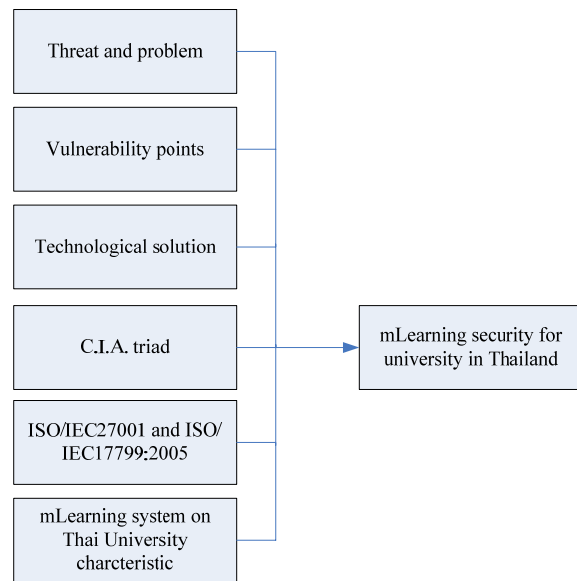 Threat and problem
Vulnerability points
Technological solution
C.I.A. triad
mLearning security for
university in Thailand
ISO/IEC27001 and ISO/
IEC17799:2005
mLearning system on
Thai University
charcteristic